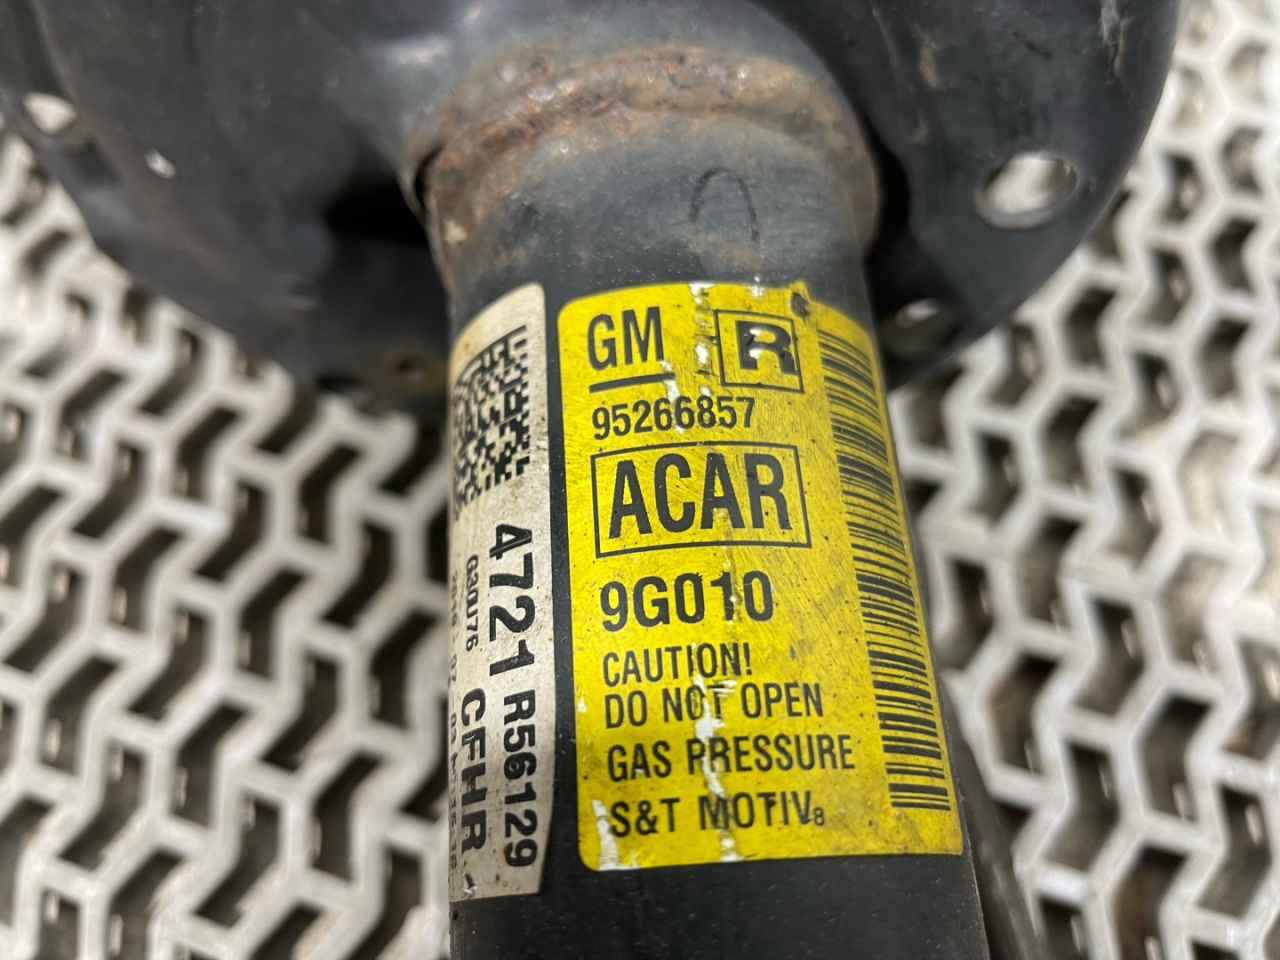 GM R
95266857
ACAR
9G010
CAUTION!
DO NOT OPEN
GAS PRESSURE
S&T MOTIV8
4721 R56129
CFHR